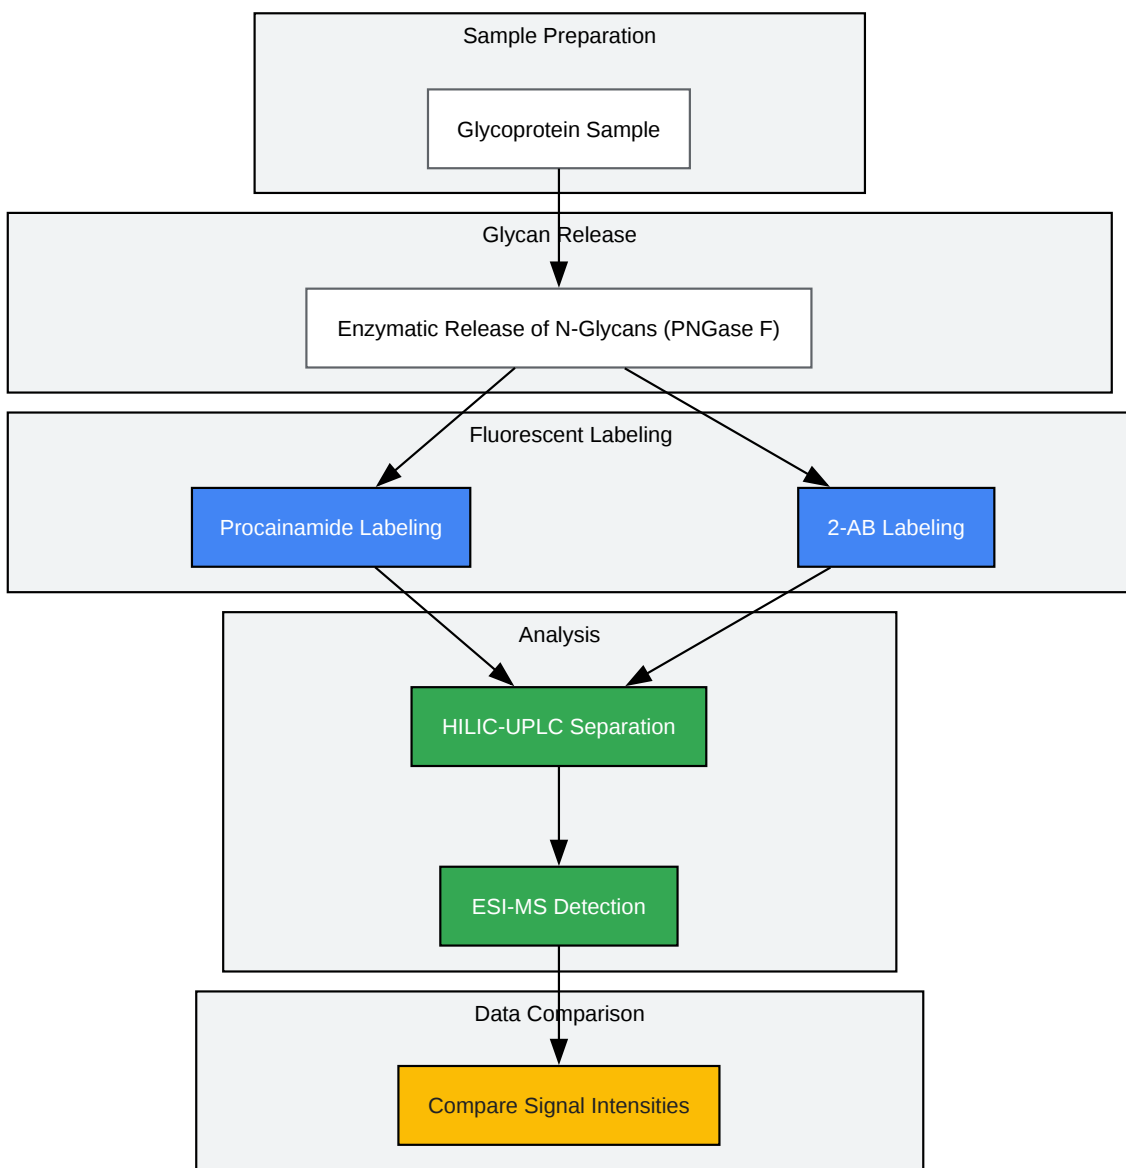 Sample Preparation
Glycoprotein Sample
Glycan Release
Enzymatic Release of N-Glycans (PNGase F)
Fluorescent Labeling
Procainamide Labeling
2-AB Labeling
Analysis
HILIC-UPLC Separation
ESI-MS Detection
Data Comparison
Compare Signal Intensities